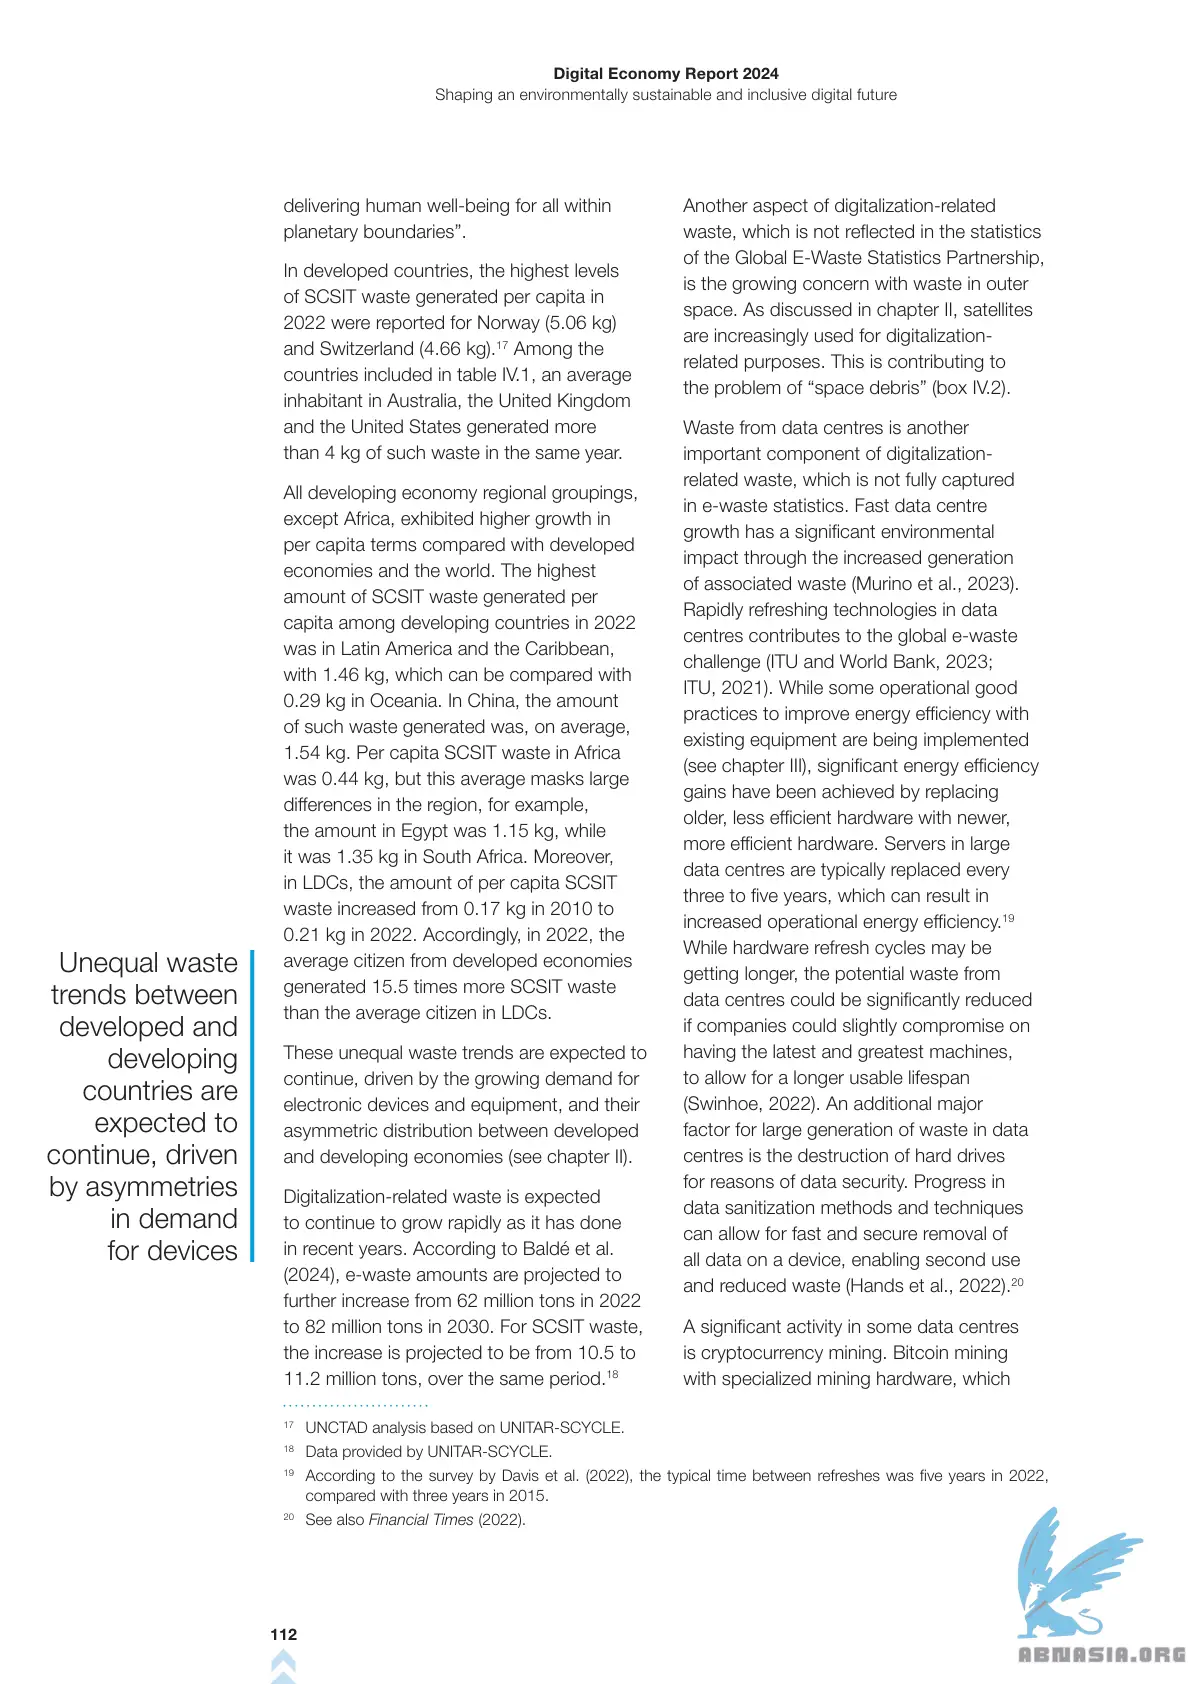 Digital Economy Report 2024
Shaping an environmentally sustainable and inclusive digital future
delivering human well-being for all within
planetary boundaries”.
In developed countries, the highest levels
of SCSIT waste generated per capita in
2022 were reported for Norway (5.06 kg)
and Switzerland (4.66 kg).17 Among the
countries included in table IV.1, an average
inhabitant in Australia, the United Kingdom
and the United States generated more
than 4 kg of such waste in the same year.
All developing economy regional groupings,
except Africa, exhibited higher growth in
per capita terms compared with developed
economies and the world. The highest
amount of SCSIT waste generated per
capita among developing countries in 2022
was in Latin America and the Caribbean,
with 1.46 kg, which can be compared with
0.29 kg in Oceania. In China, the amount
of such waste generated was, on average,
1.54 kg. Per capita SCSIT waste in Africa
was 0.44 kg, but this average masks large
differences in the region, for example,
the amount in Egypt was 1.15 kg, while
it was 1.35 kg in South Africa. Moreover,
in LDCs, the amount of per capita SCSIT
waste increased from 0.17 kg in 2010 to
0.21 kg in 2022. Accordingly, in 2022, the
average citizen from developed economies
generated 15.5 times more SCSIT waste
than the average citizen in LDCs.
These unequal waste trends are expected to
continue, driven by the growing demand for
electronic devices and equipment, and their
asymmetric distribution between developed
and developing economies (see chapter II).
Digitalization-related waste is expected
to continue to grow rapidly as it has done
in recent years. According to Baldé et al.
(2024), e-waste amounts are projected to
further increase from 62 million tons in 2022
to 82 million tons in 2030. For SCSIT waste,
the increase is projected to be from 10.5 to
11.2 million tons, over the same period.18
Unequal waste
trends between
developed and
developing
countries are
expected to
continue, driven
by asymmetries
in demand
for devices
Another aspect of digitalization-related
waste, which is not reflected in the statistics
of the Global E-Waste Statistics Partnership,
is the growing concern with waste in outer
space. As discussed in chapter II, satellites
are increasingly used for digitalization-
related purposes. This is contributing to
the problem of “space debris” (box IV.2).
Waste from data centres is another
important component of digitalization-
related waste, which is not fully captured
in e-waste statistics. Fast data centre
growth has a significant environmental
impact through the increased generation
of associated waste (Murino et al., 2023).
Rapidly refreshing technologies in data
centres contributes to the global e-waste
challenge (ITU and World Bank, 2023;
ITU, 2021). While some operational good
practices to improve energy efficiency with
existing equipment are being implemented
(see chapter III), significant energy efficiency
gains have been achieved by replacing
older, less efficient hardware with newer,
more efficient hardware. Servers in large
data centres are typically replaced every
three to five years, which can result in
increased operational energy efficiency.19
While hardware refresh cycles may be
getting longer, the potential waste from
data centres could be significantly reduced
if companies could slightly compromise on
having the latest and greatest machines,
to allow for a longer usable lifespan
(Swinhoe, 2022). An additional major
factor for large generation of waste in data
centres is the destruction of hard drives
for reasons of data security. Progress in
data sanitization methods and techniques
can allow for fast and secure removal of
all data on a device, enabling second use
and reduced waste (Hands et al., 2022).20
A significant activity in some data centres
is cryptocurrency mining. Bitcoin mining
with specialized mining hardware, which
17 UNCTAD analysis based on UNITAR-SCYCLE.
18 Data provided by UNITAR-SCYCLE.
19 According to the survey by Davis et al. (2022), the typical time between refreshes was five years in 2022,
compared with three years in 2015.
20 See also Financial Times (2022).
112
ABNASIA.ORG